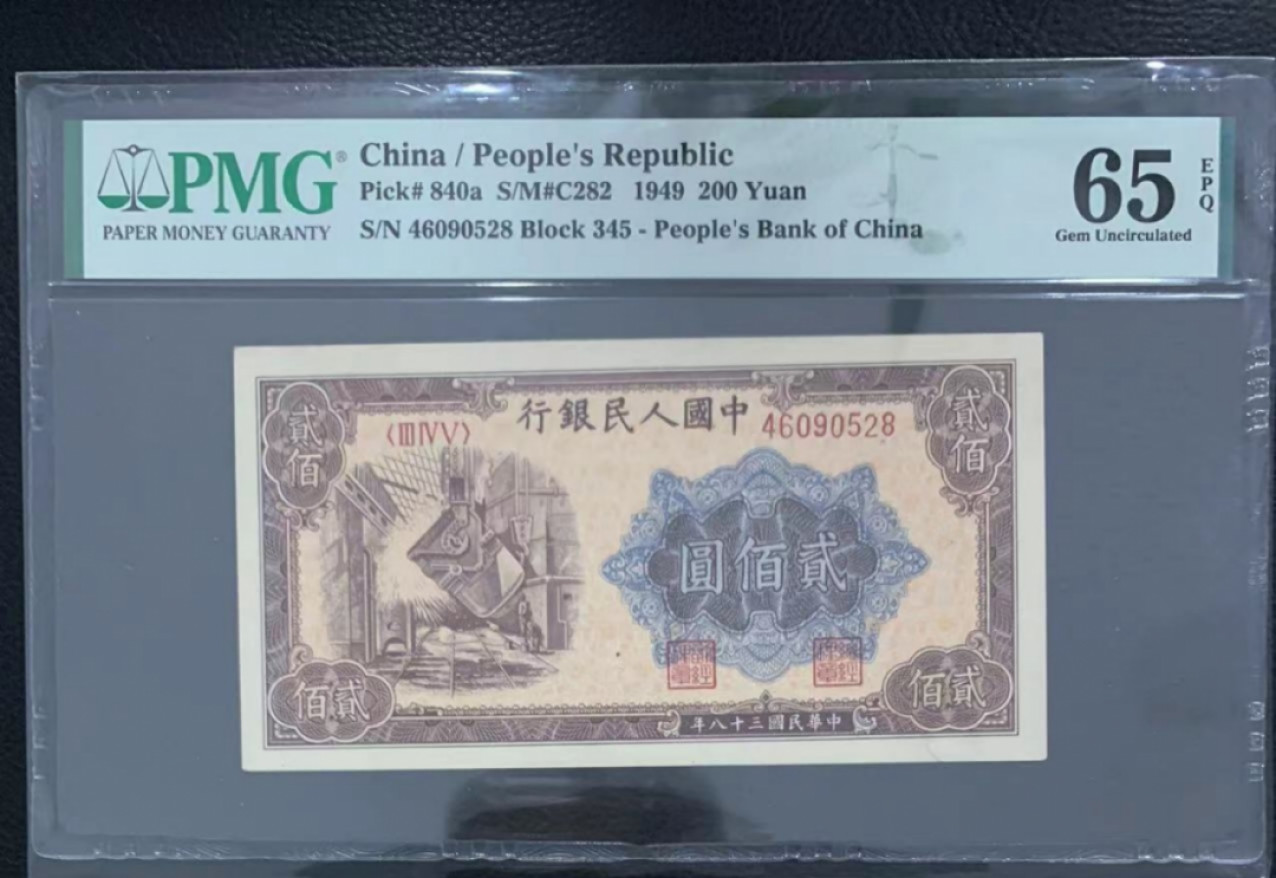 PMG®
PAPER MONEY GUARANTY
China / People's Republic
Pick# 840a S/M#C282 1949 200 Yuan
S/N 46090528 Block 345 - People's Bank of China
65
EPQ
Gem Uncirculated
行銀民人國中
〈III IV V〉
46090528
貳佰
貳佰
圓佰貳
佰貳
佰貳
年八十三國民華中